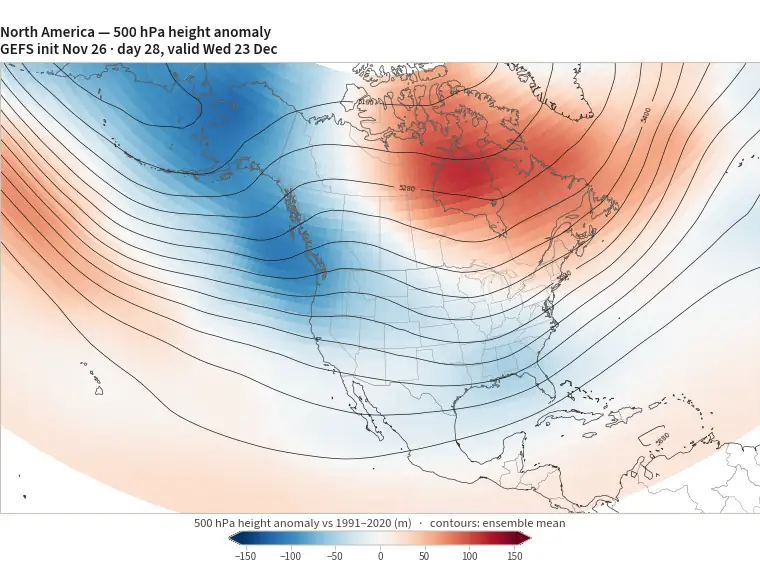 North America — 500 hPa height anomaly
GEFS init Nov 26 · day 28, valid Wed 23 Dec
5280
5400
5880
500 hPa height anomaly vs 1991–2020 (m) · contours: ensemble mean
−150 −100 −50 0 50 100 150